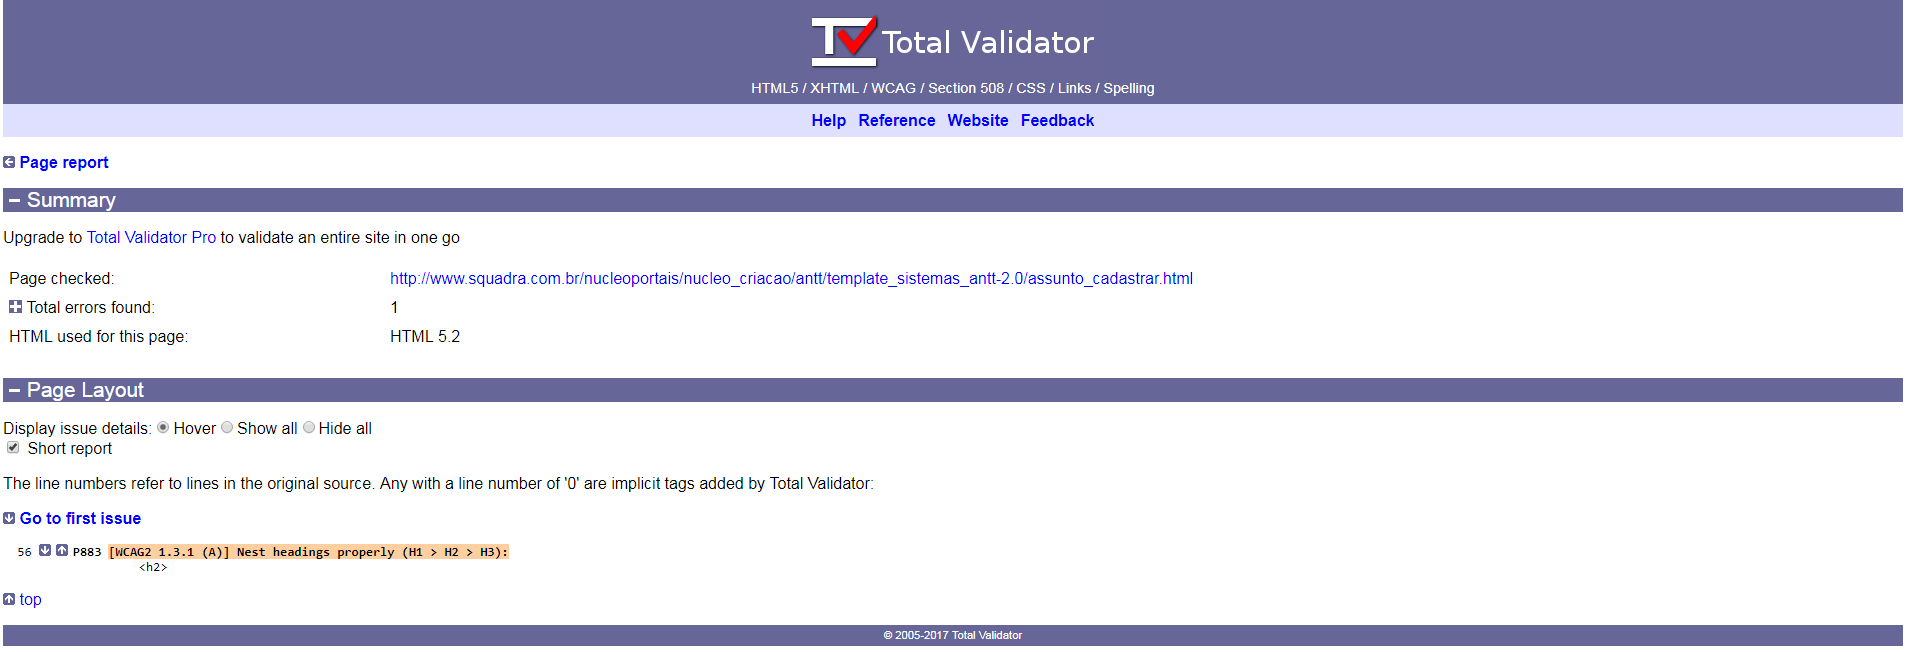 Total Validator
HTML5 / XHTML / WCAG / Section 508 / CSS / Links / Spelling
Help Reference Website Feedback
Page report
Summary
Upgrade to Total Validator Pro to validate an entire site in one go
Page checked: http://www.squadra.com.br/nucleoportais/nucleo_criacao/antt/template_sistemas_antt-2.0/assunto_cadastrar.html
Total errors found: 1
HTML used for this page: HTML 5.2
Page Layout
Display issue details: Hover Show all Hide all
Short report
The line numbers refer to lines in the original source. Any with a line number of '0' are implicit tags added by Total Validator:
Go to first issue
56 P883 [WCAG2 1.3.1 (A)] Nest headings properly (H1 > H2 > H3):
<h2>
top
© 2005-2017 Total Validator